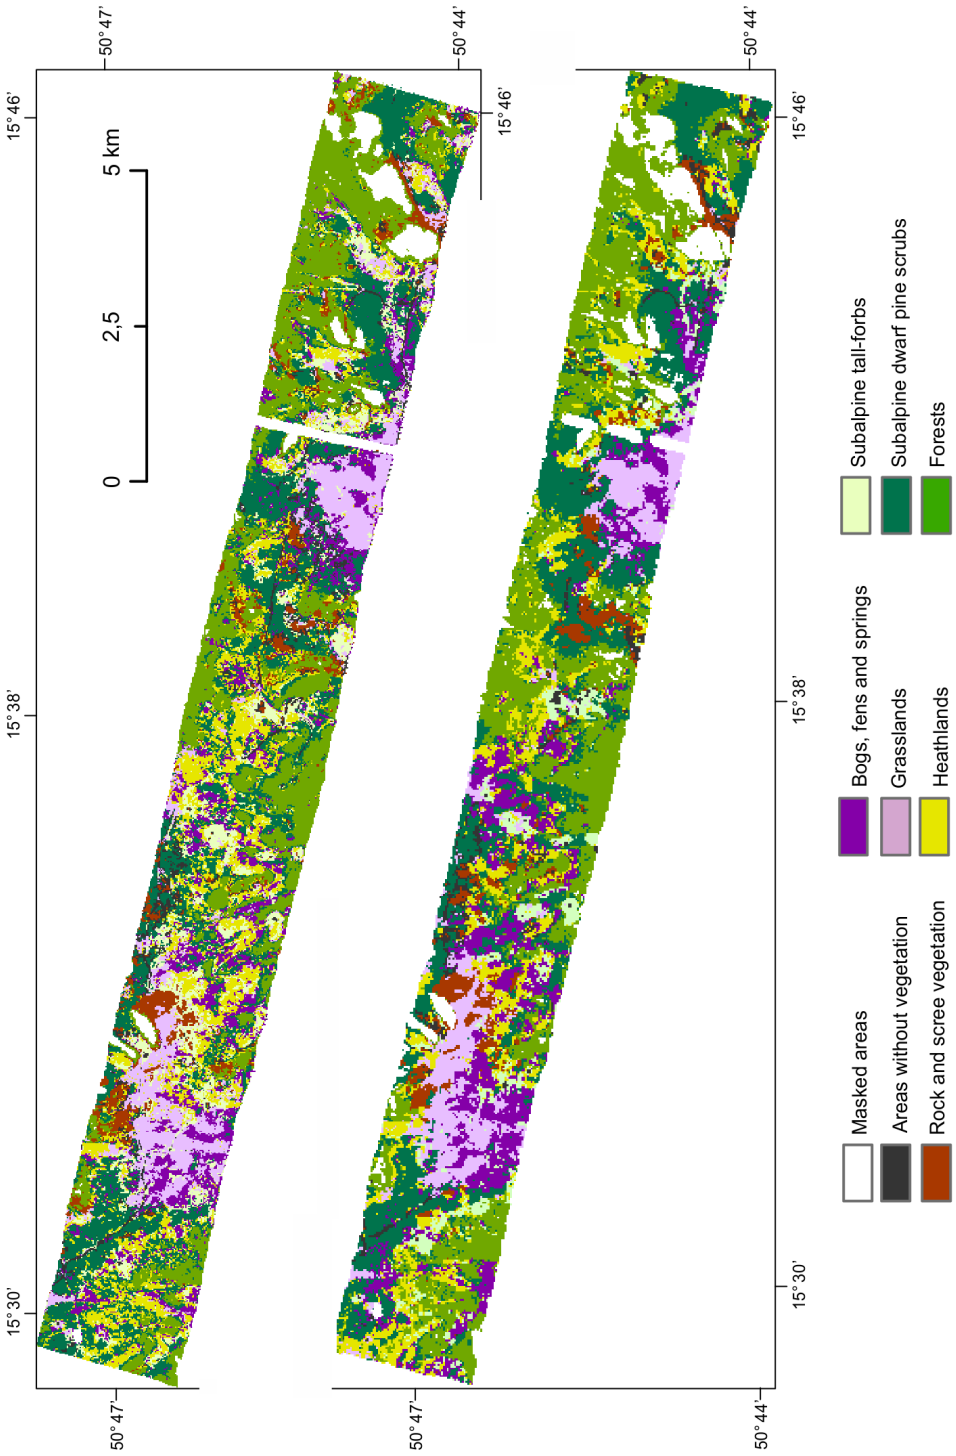 15°30'
15°38'
15°46'
50°47'
50°47'
0
2,5
5 km
50°44'
15°46'
50°47'
50°44'
15°30'
15°38'
15°46'
Masked areas
Bogs, fens and springs
Subalpine tall-forbs
Areas without vegetation
Grasslands
Subalpine dwarf pine scrubs
Rock and scree vegetation
Heathlands
Forests